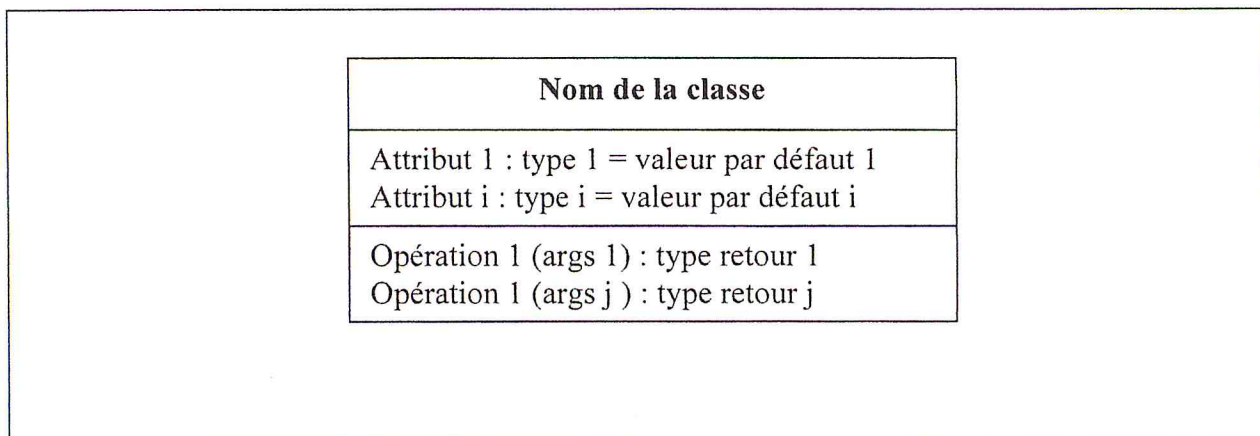 Nom de la classe
Attribut 1 : type 1 = valeur par défaut 1
Attribut i : type i = valeur par défaut i
Opération 1 (args 1) : type retour 1
Opération 1 (args j ) : type retour j